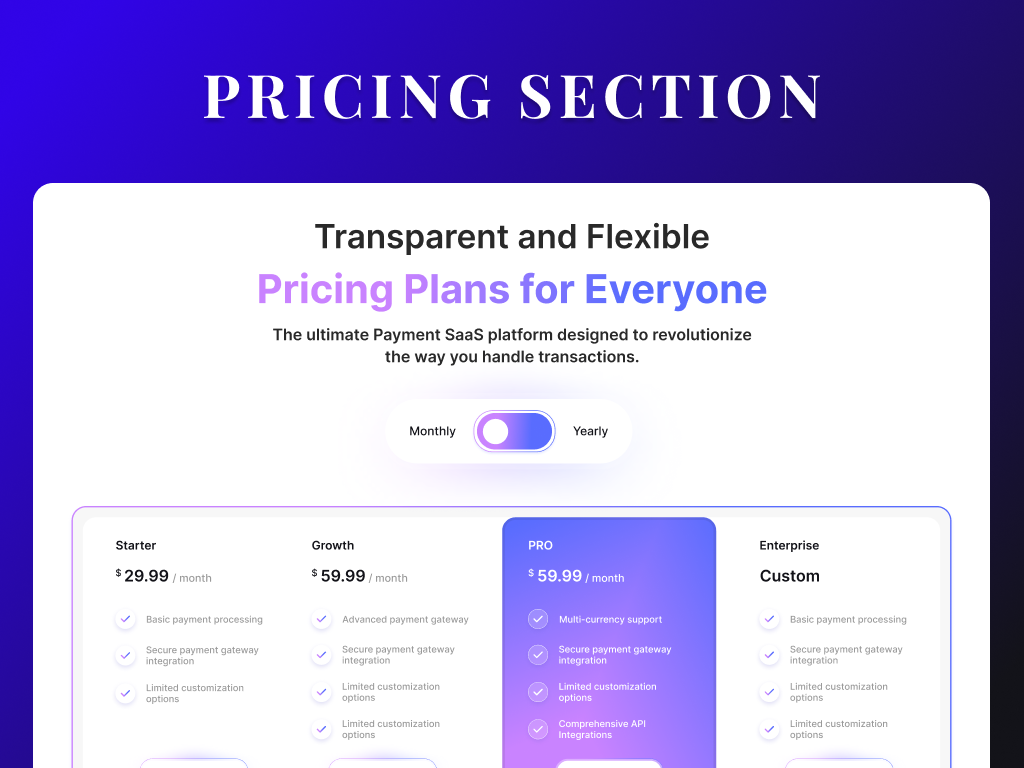 PRICING SECTION
Transparent and Flexible
Pricing Plans for Everyone
The ultimate Payment SaaS platform designed to revolutionize
the way you handle transactions.
Monthly
Yearly
Starter
$ 29.99 / month
Basic payment processing
Secure payment gateway
integration
Limited customization
options
Growth
$ 59.99 / month
Advanced payment gateway
Secure payment gateway
integration
Limited customization
options
Limited customization
options
PRO
$ 59.99 / month
Multi-currency support
Secure payment gateway
integration
Limited customization
options
Comprehensive API
Integrations
Enterprise
Custom
Basic payment processing
Secure payment gateway
integration
Limited customization
options
Limited customization
options